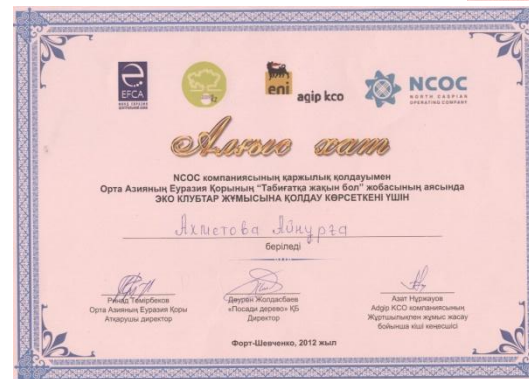 EFCA
eni
agip kco
NCOC
NORTH CASPIAN
OPERATING COMPANY
Алғыс хат
NCOC компаниясының қаржылық қолдауымен
Орта Азияның Еуразия Қорының “Табиғатқа жақын бол” жобасының аясында
ЭКО КЛУБТАР ЖҰМЫСЫНА ҚОЛДАУ КӨРСЕТКЕНІ ҮШІН
Ахметова Айнұрға
беріледі
Ринад Темірбеков
Орта Азияның Еуразия Қоры
Атқарушы директор
Даурен Жолдасбаев
«Посади дерево» ҚБ
Директор
Азат Нұржауов
Adgip KCO компаниясының
Жұртшылықпен жұмыс жасау
бойынша кіші кеңесшісі
Форт-Шевченко, 2012 жыл